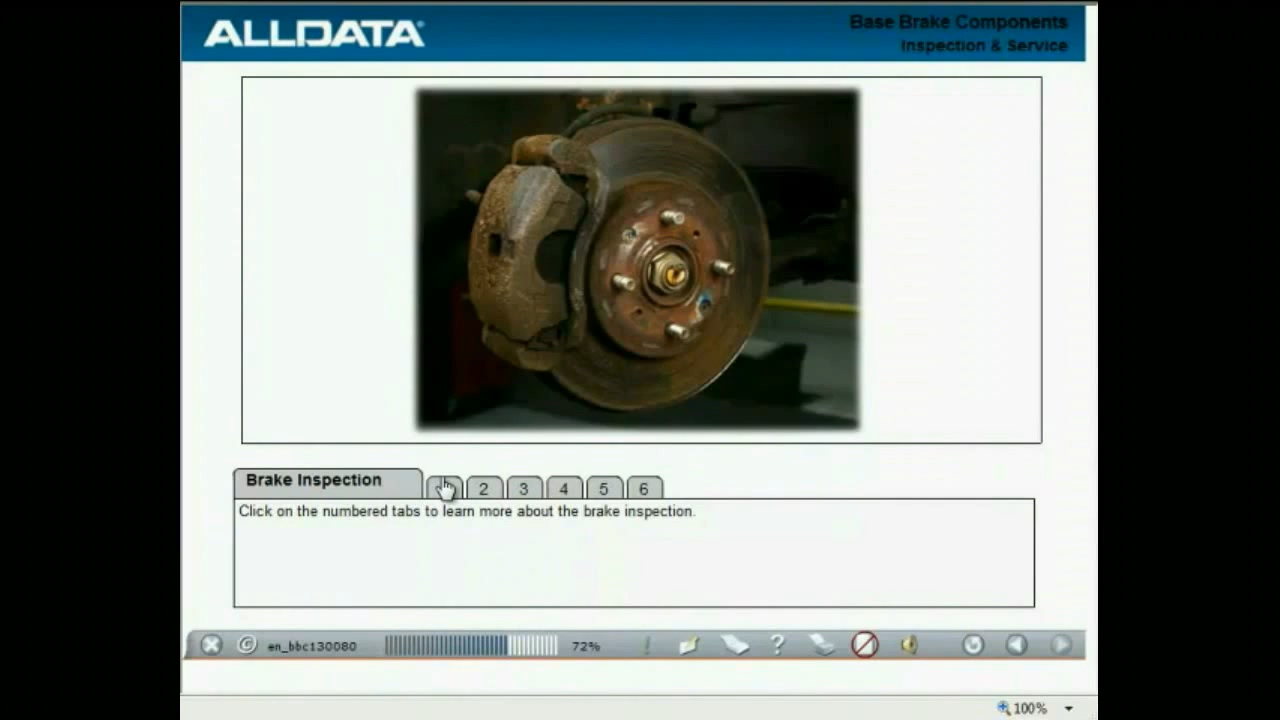 ALLDATA®
Base Brake Components
Inspection & Service
Brake Inspection
2 3 4 5 6
Click on the numbered tabs to learn more about the brake inspection.
© en_bbc130080 72% ! ?
100%